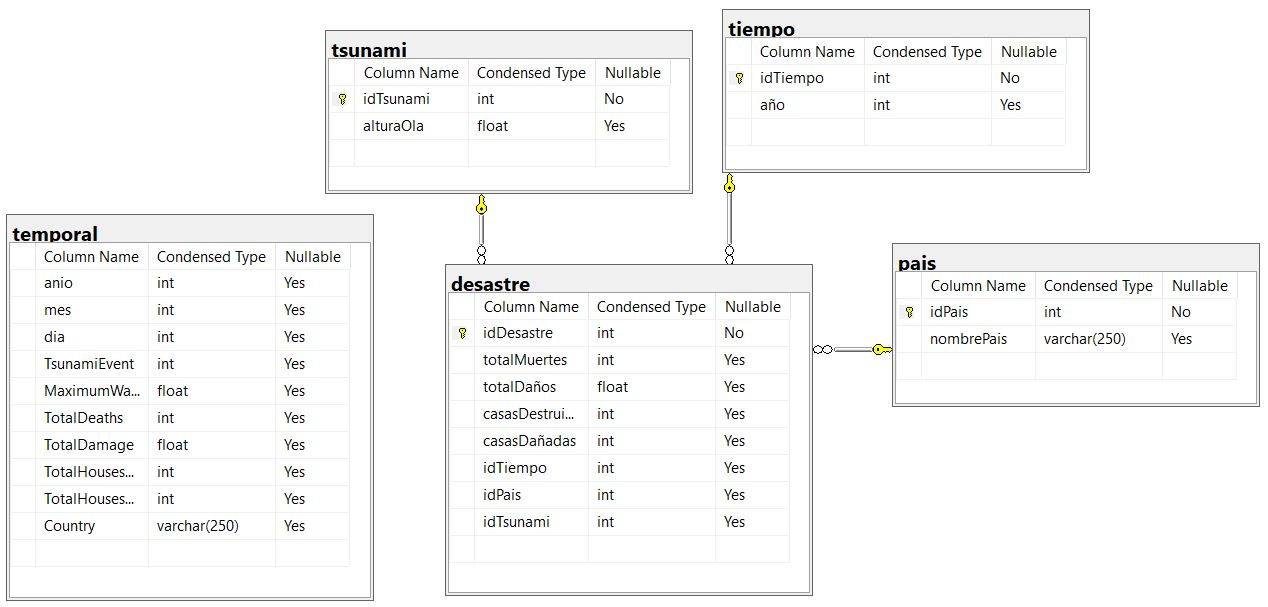 tsunami
Column Name Condensed Type Nullable
idTsunami int No
alturaOla float Yes
tiempo
Column Name Condensed Type Nullable
idTiempo int No
año int Yes
temporal
Column Name Condensed Type Nullable
anio int Yes
mes int Yes
dia int Yes
TsunamiEvent int Yes
MaximumWa... float Yes
TotalDeaths int Yes
TotalDamage float Yes
TotalHouses... int Yes
TotalHouses... int Yes
Country varchar(250) Yes
desastre
Column Name Condensed Type Nullable
idDesastre int No
totalMuertes int Yes
totalDaños float Yes
casasDestrui... int Yes
casasDañadas int Yes
idTiempo int Yes
idPais int Yes
idTsunami int Yes
pais
Column Name Condensed Type Nullable
idPais int No
nombrePais varchar(250) Yes